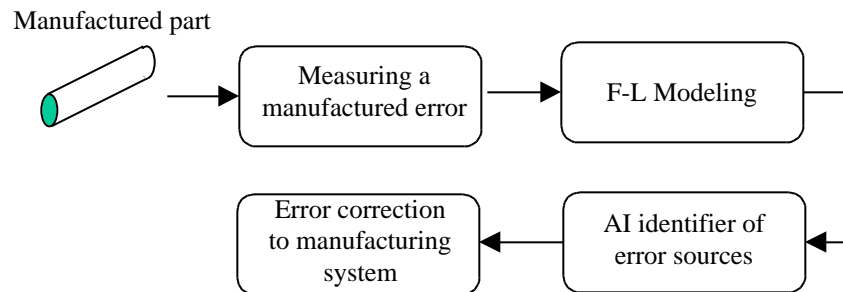 Manufactured part
Measuring a
manufactured error
F-L Modeling
Error correction
to manufacturing
system
AI identifier of
error sources